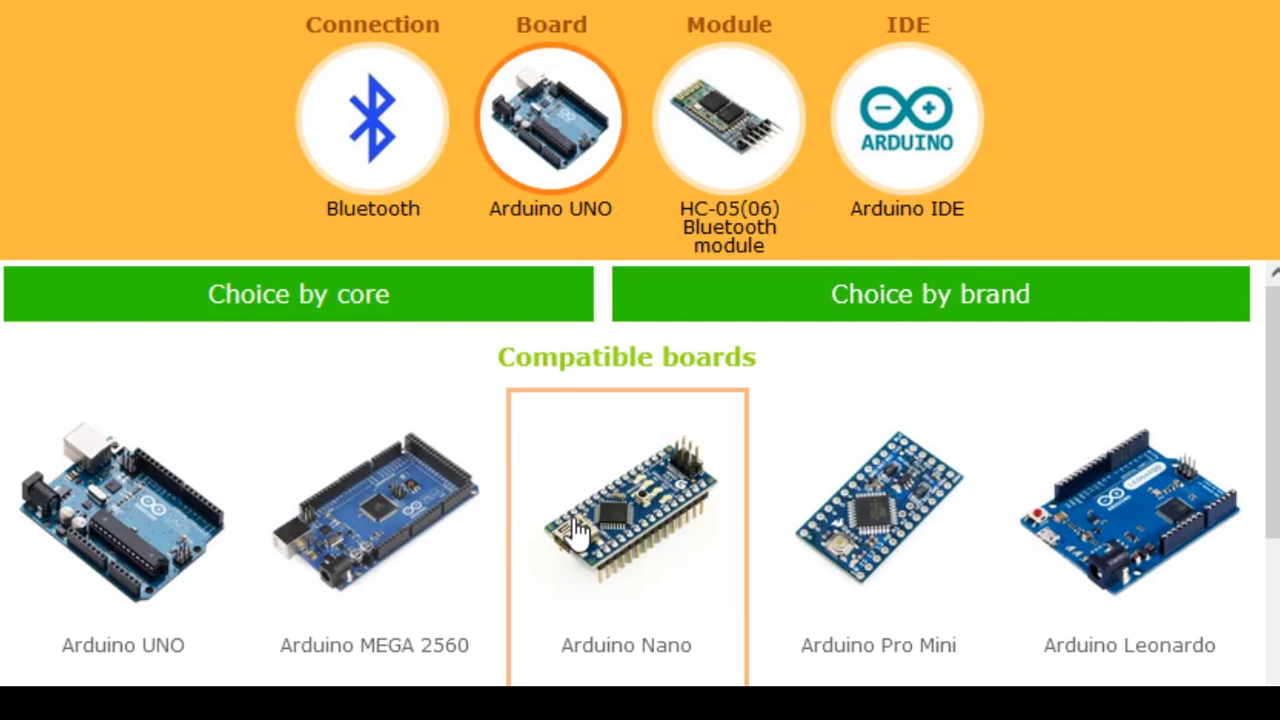 Connection Board Module IDE
ARDUINO
Bluetooth Arduino UNO HC-05(06) Arduino IDE
Bluetooth
module
Choice by core Choice by brand
Compatible boards
Arduino UNO Arduino MEGA 2560 Arduino Nano Arduino Pro Mini Arduino Leonardo